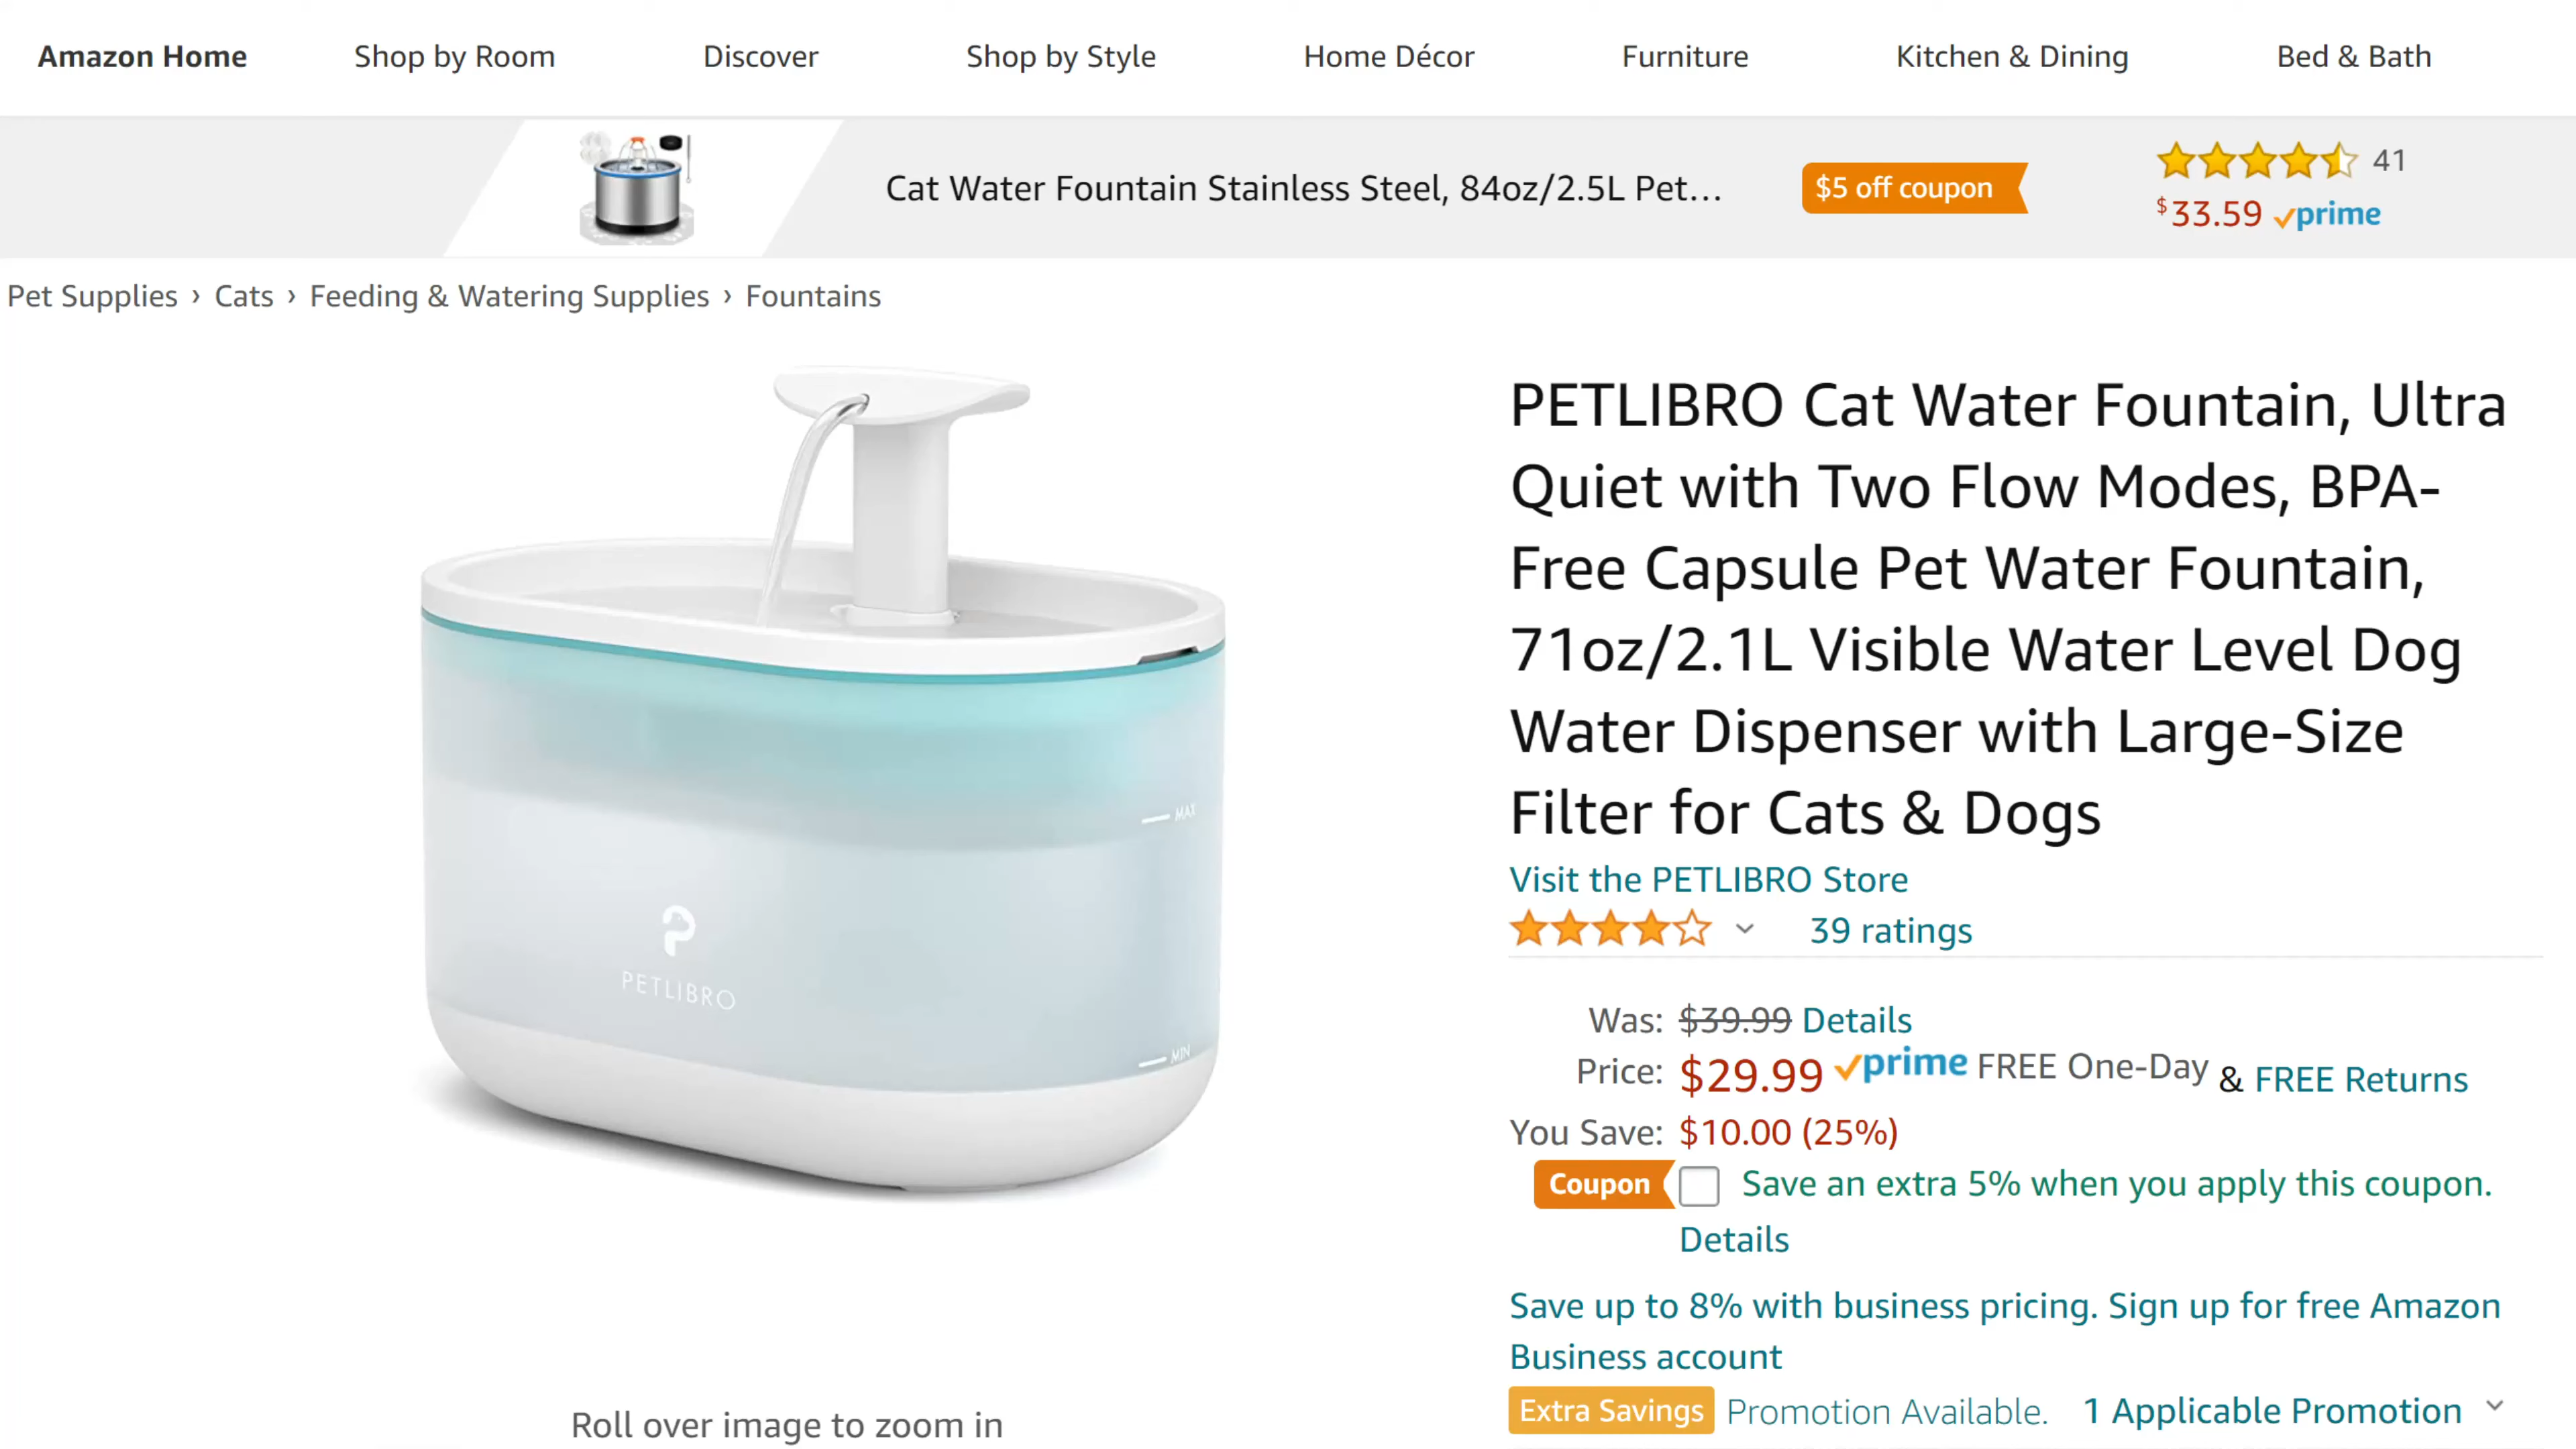 Amazon Home Shop by Room Discover Shop by Style Home Décor Furniture Kitchen & Dining Bed & Bath
Cat Water Fountain Stainless Steel, 84oz/2.5L Pet... $5 off coupon 41
$33.59 prime
Pet Supplies › Cats › Feeding & Watering Supplies › Fountains
MAX
PETLIBRO
MIN
Roll over image to zoom in
PETLIBRO Cat Water Fountain, Ultra
Quiet with Two Flow Modes, BPA-
Free Capsule Pet Water Fountain,
71oz/2.1L Visible Water Level Dog
Water Dispenser with Large-Size
Filter for Cats & Dogs
Visit the PETLIBRO Store
39 ratings
Was: $39.99 Details
Price: $29.99 prime FREE One-Day & FREE Returns
You Save: $10.00 (25%)
Coupon Save an extra 5% when you apply this coupon.
Details
Save up to 8% with business pricing. Sign up for free Amazon
Business account
Extra Savings Promotion Available. 1 Applicable Promotion